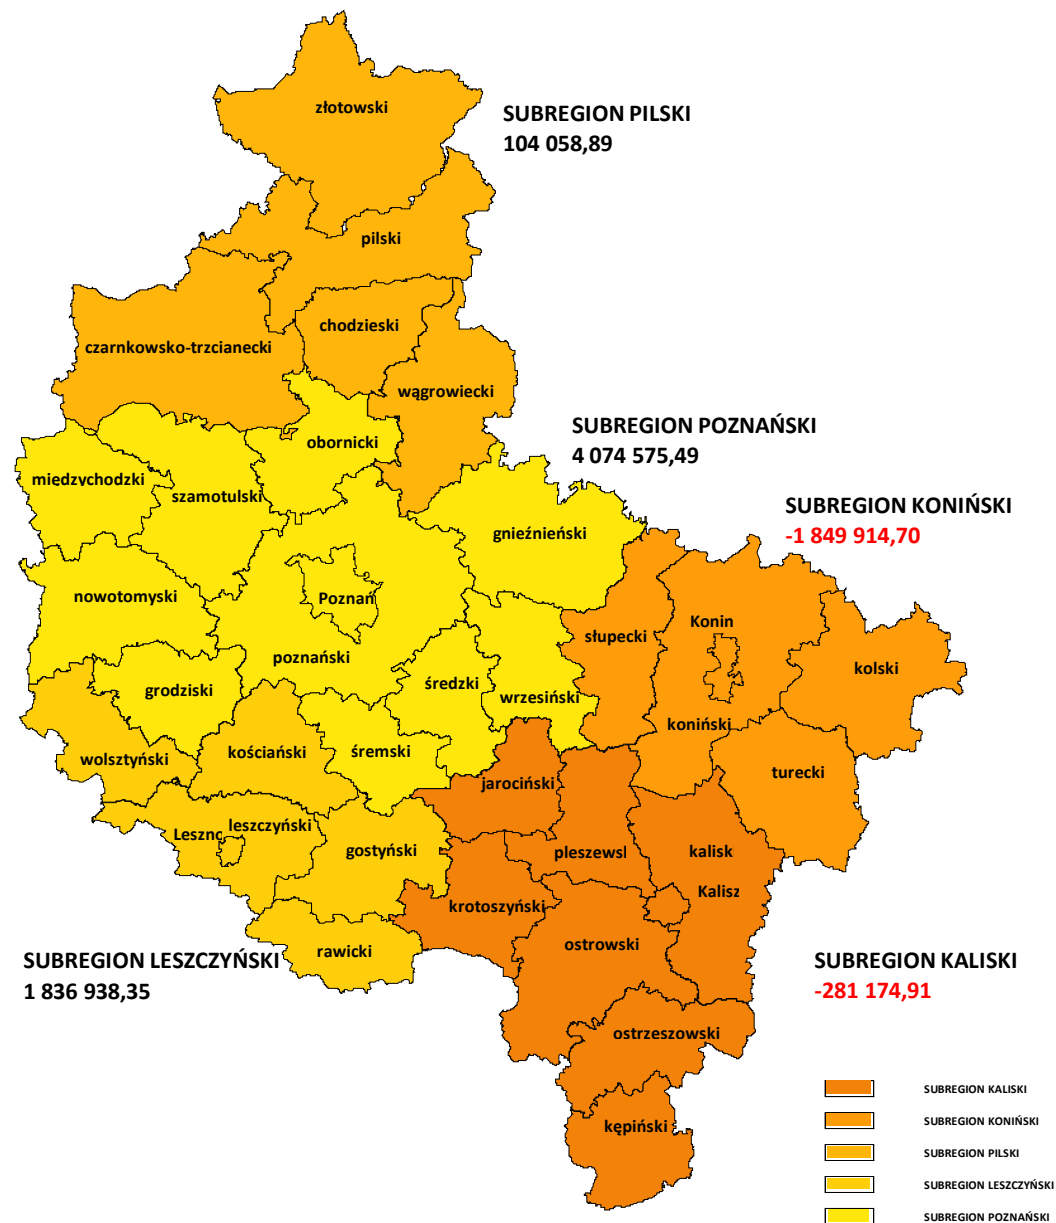 złotowski
SUBREGION PILSKI
104 058,89
pilski
chodzieski
czarnkowsko-trzcianecki
wągrowiecki
SUBREGION POZNAŃSKI
4 074 575,49
obornicki
międzychodzki
szamotulski
SUBREGION KONIŃSKI
-1 849 914,70
gnieźnieński
nowotomyski
Poznań
słupecki
Konin
poznański
kolski
grodziski
średzki
wrzesiński
koniński
wolsztyński
kościański
śremski
turecki
jarociński
Leszno
leszczyński
gostyński
pleszewsl
kalisk
Kalisz
krotoszyński
ostrowski
rawicki
SUBREGION LESZCZYŃSKI
1 836 938,35
SUBREGION KALISKI
-281 174,91
ostrzeszowski
kępiński
SUBREGION KALISKI
SUBREGION KONIŃSKI
SUBREGION PILSKI
SUBREGION LESZCZYŃSKI
SUBREGION POZNAŃSKI